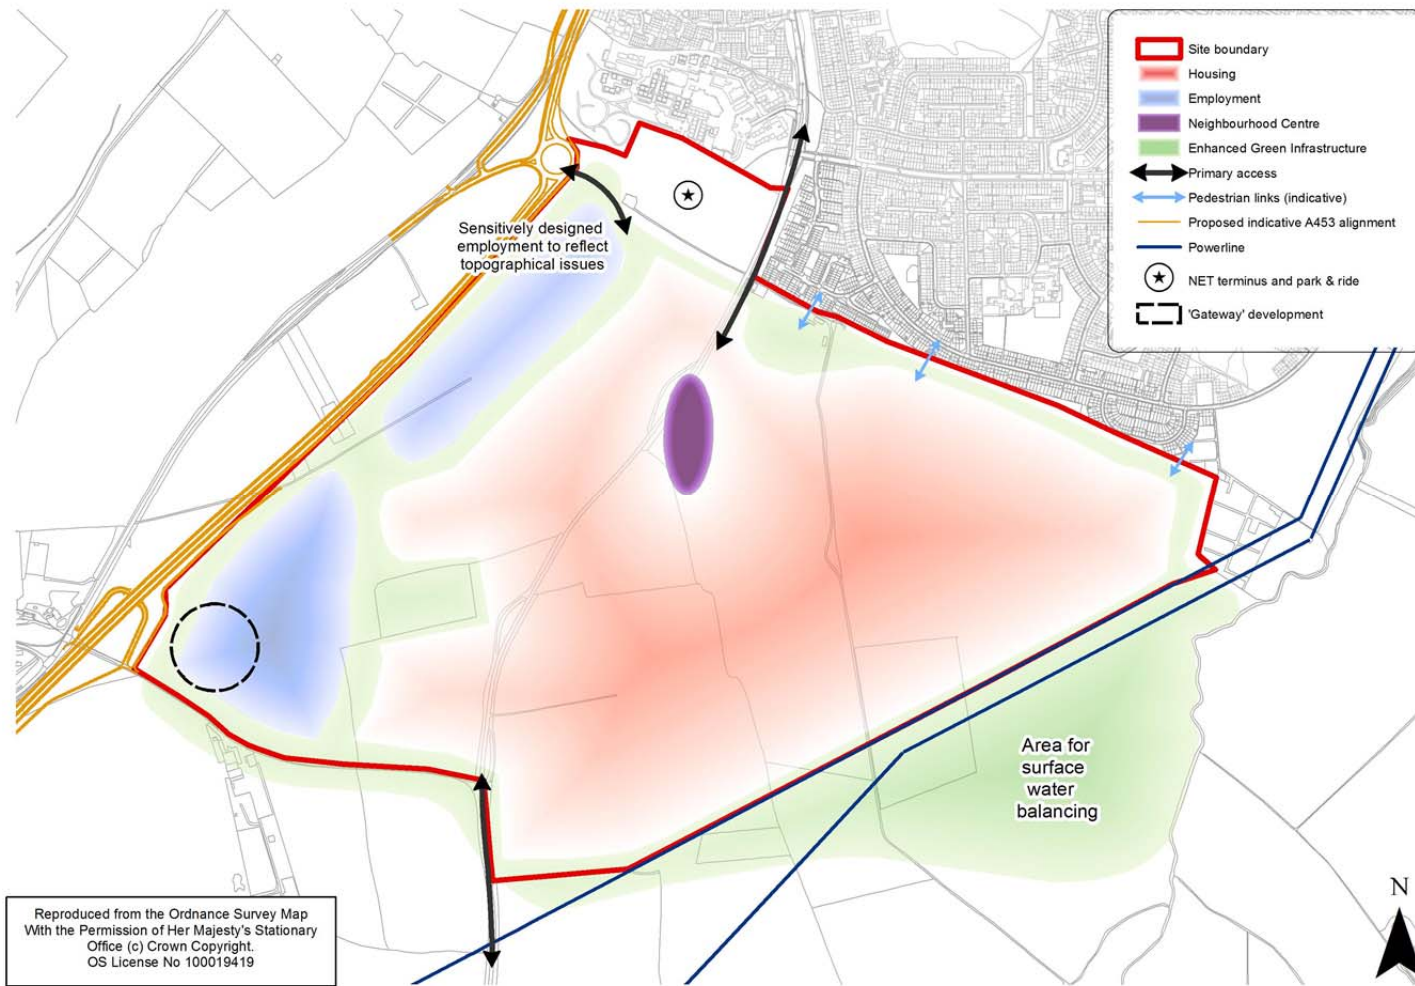 Site boundary
Housing
Employment
Neighbourhood Centre
Enhanced Green Infrastructure
Primary access
Pedestrian links (indicative)
Proposed indicative A453 alignment
Powerline
NET terminus and park & ride
'Gateway' development
Sensitively designed
employment to reflect
topographical issues
Area for
surface
water
balancing
Reproduced from the Ordnance Survey Map
With the Permission of Her Majesty's Stationary
Office (c) Crown Copyright.
OS License No 100019419
N